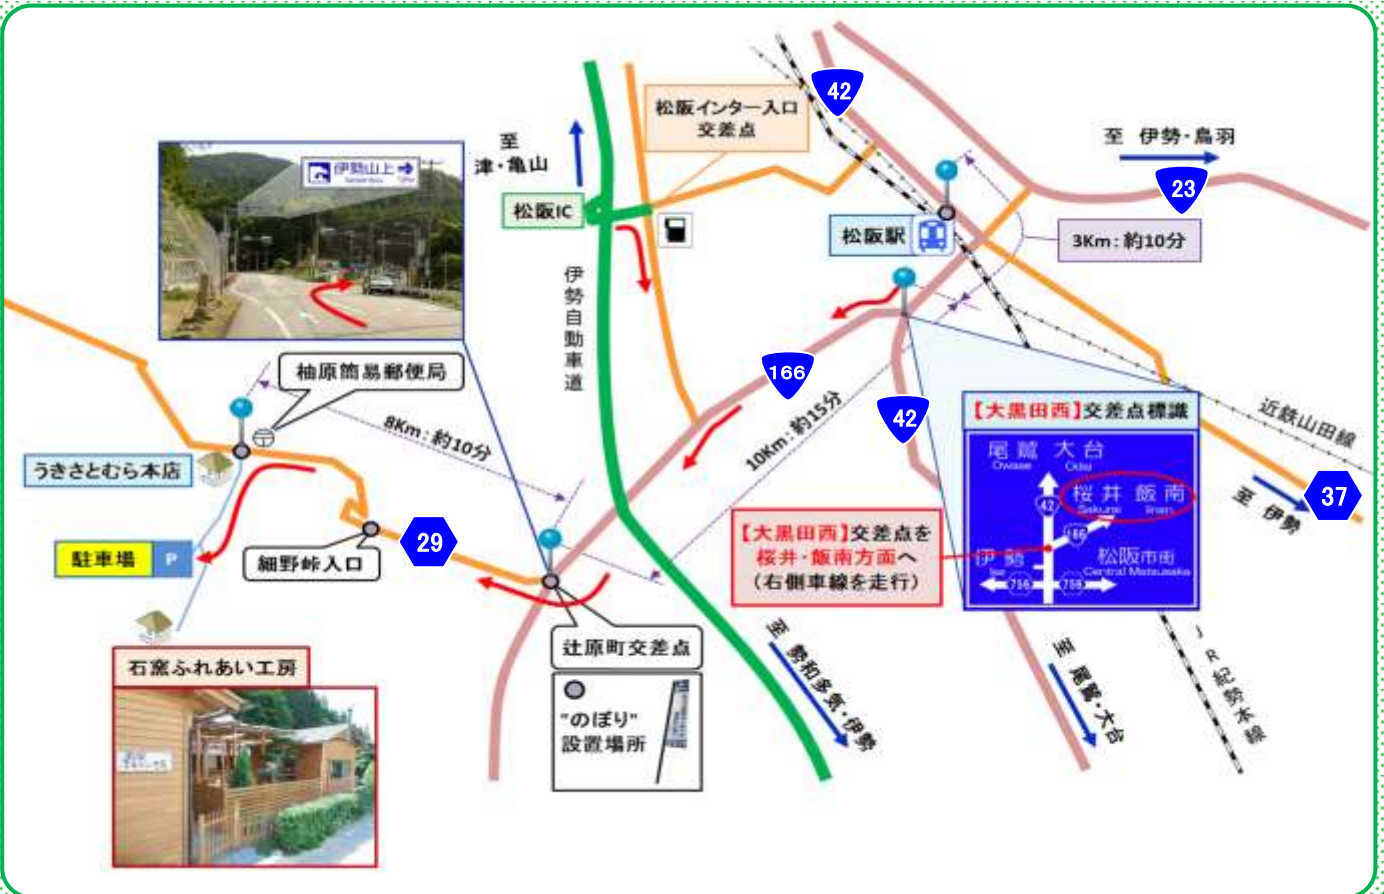 42
松阪インター入口
交差点
至 伊勢・鳥羽
23
至
津・亀山
伊勢山上
松阪IC
松阪駅
3Km:約10分
伊勢自動車道
166
42
柚原簡易郵便局
8Km:約10分
10Km:約15分
【大黒田西】交差点標識
尾鷲 大台
Owase Odai
42
桜井 飯南
Sakurai Iinan
166
伊勢
Ise
松阪市街
Central Matsusaka
756
759
近鉄山田線
至 伊勢
37
うきさとむら本店
【大黒田西】交差点を
桜井・飯南方面へ
(右側車線を走行)
29
駐車場 P
細野峠入口
辻原町交差点
"のぼり"
設置場所
至 勢和多気・伊勢
至 尾鷲・大台
JR紀勢本線
石窯ふれあい工房